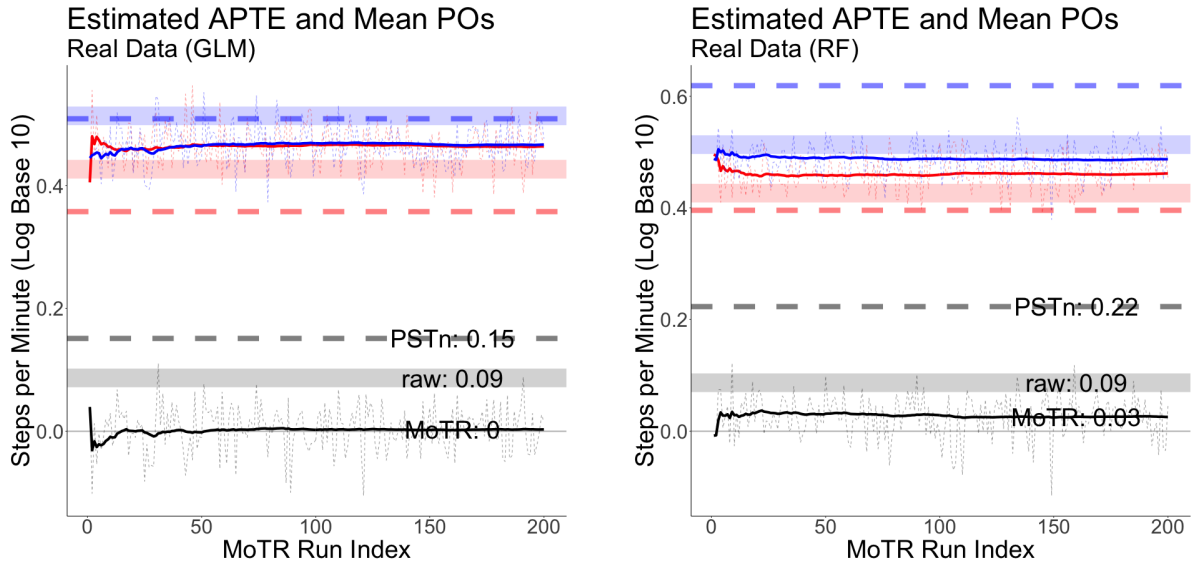 Estimated APTE and Mean POs
Real Data (GLM)
Steps per Minute (Log Base 10)
0.4
0.2
0.0
PSTn: 0.15
raw: 0.09
MoTR: 0
0
50
100
150
200
MoTR Run Index
Estimated APTE and Mean POs
Real Data (RF)
Steps per Minute (Log Base 10)
0.6
0.4
0.2
0.0
PSTn: 0.22
raw: 0.09
MoTR: 0.03
0
50
100
150
200
MoTR Run Index